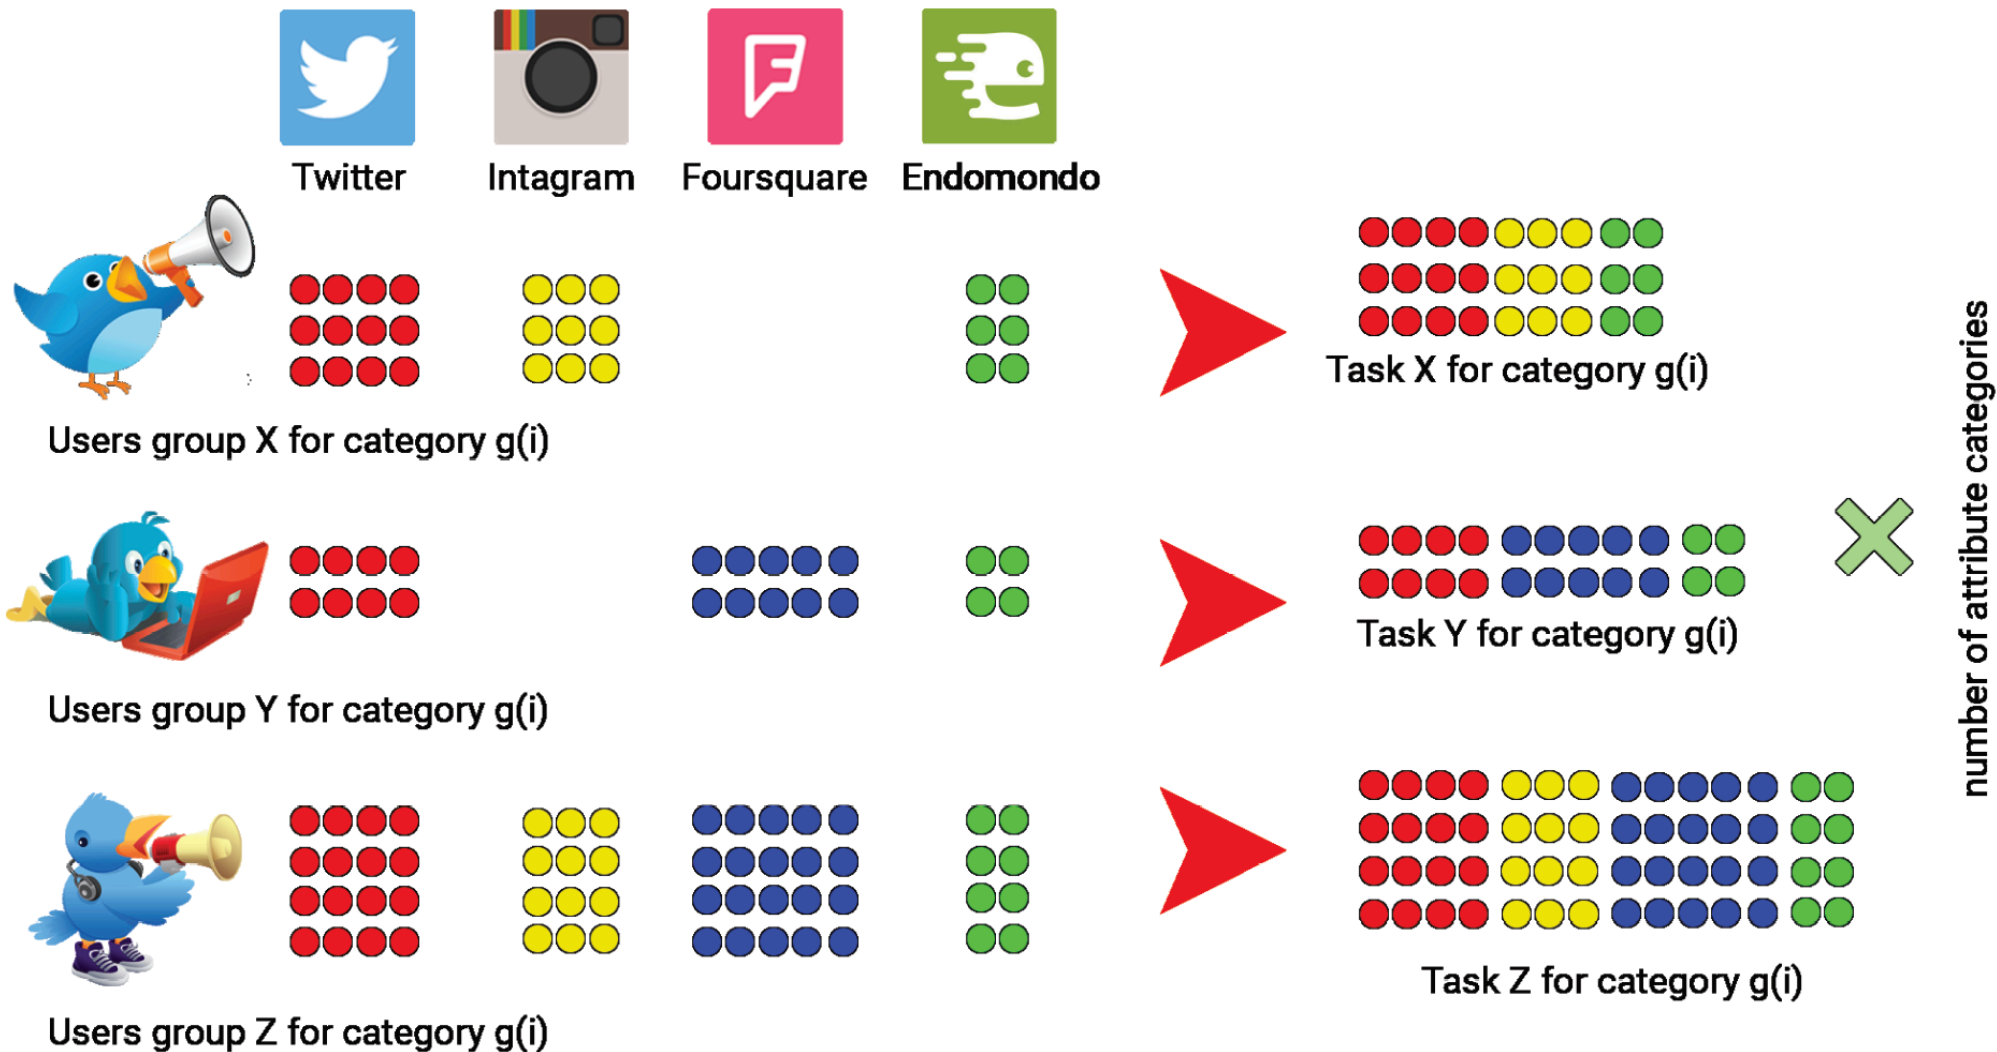 Twitter
Intagram
Foursquare
Endomondo
Users group X for category g(i)
Task X for category g(i)
Users group Y for category g(i)
Task Y for category g(i)
Users group Z for category g(i)
Task Z for category g(i)
number of attribute categories